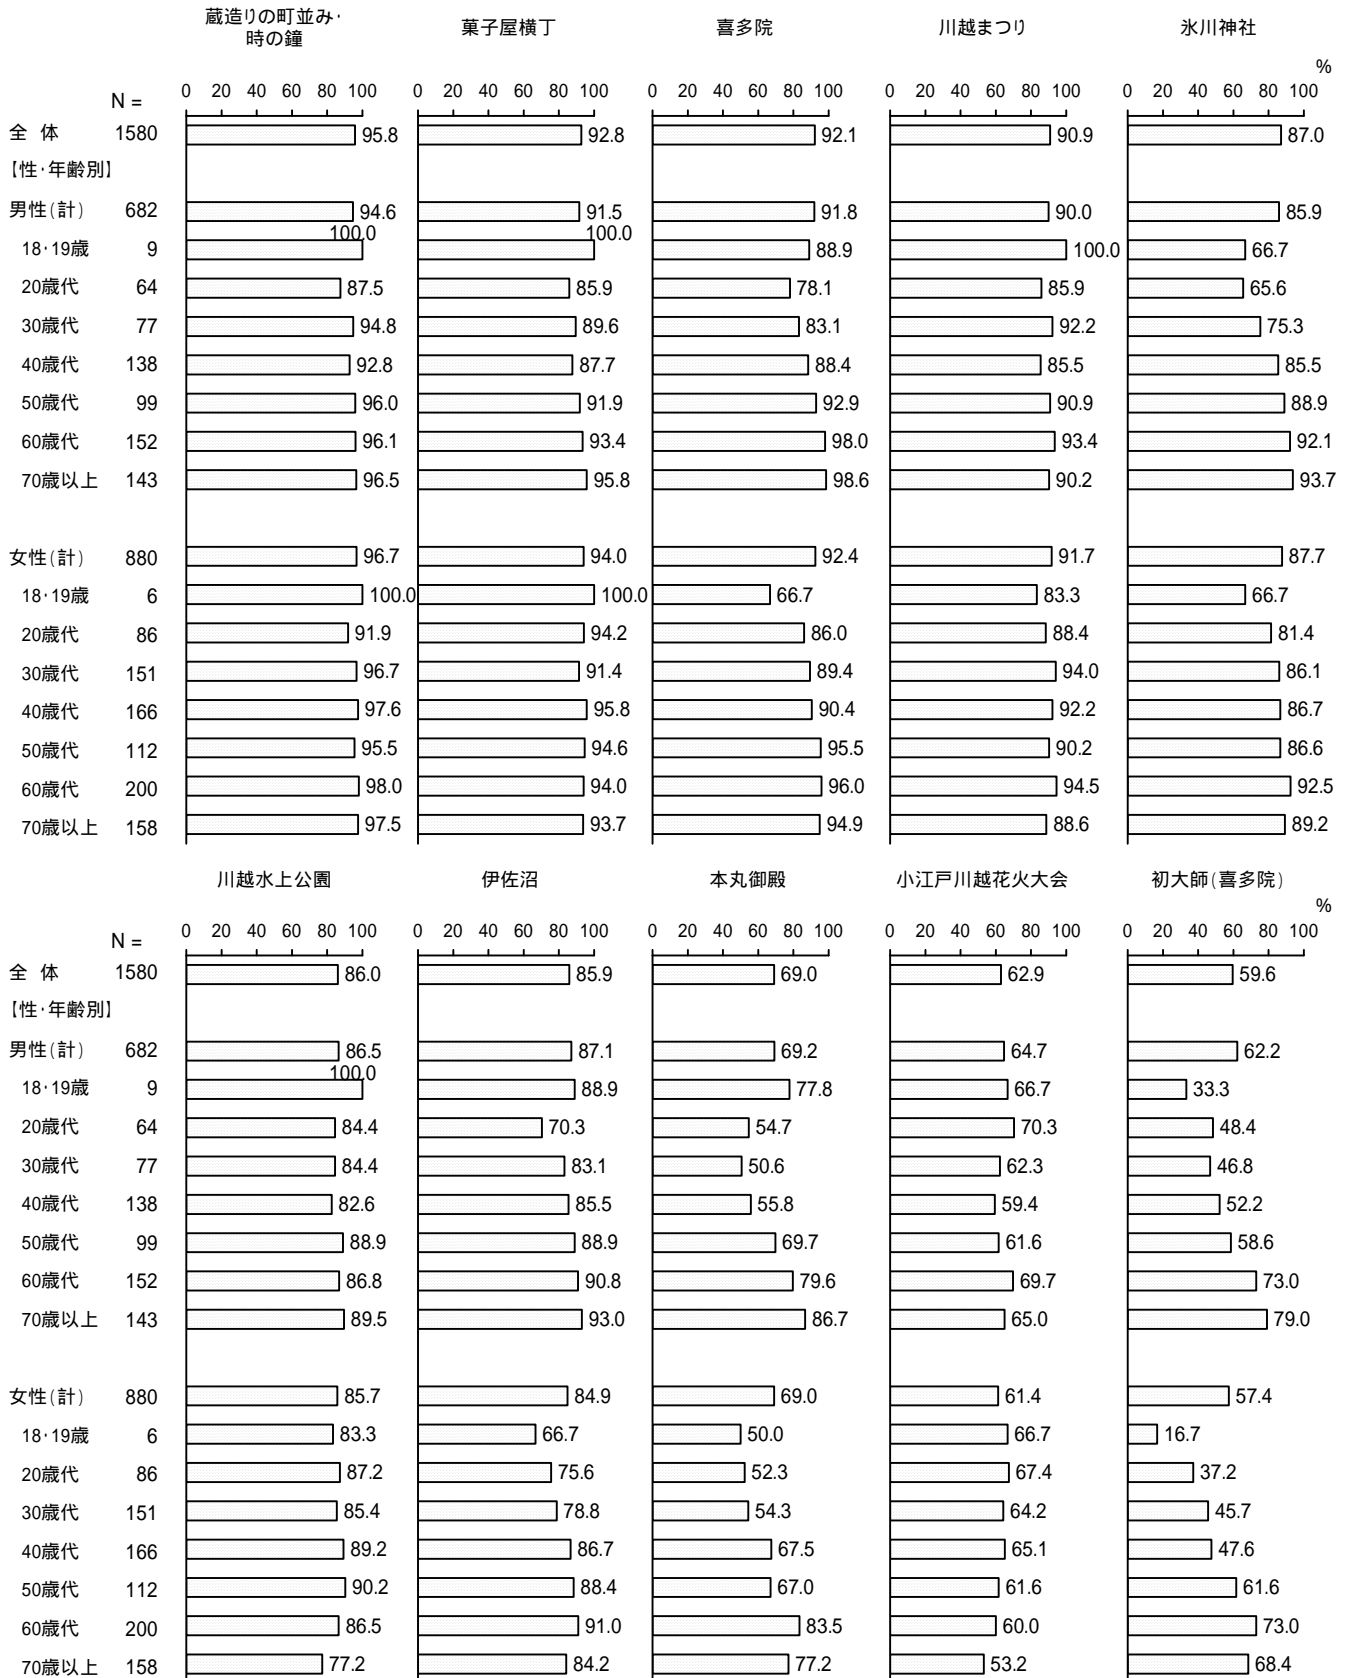 蔵造りの町並み・
時の鐘
菓子屋横丁
喜多院
川越まつり
氷川神社
%
N =
0 20 40 60 80 100 0 20 40 60 80 100 0 20 40 60 80 100 0 20 40 60 80 100 0 20 40 60 80 100
全 体 1580 95.8 92.8 92.1 90.9 87.0
【性・年齢別】
男性(計) 682 94.6 91.5 91.8 90.0 85.9
18・19歳 9 100.0 100.0 88.9 100.0 66.7
20歳代 64 87.5 85.9 78.1 85.9 65.6
30歳代 77 94.8 89.6 83.1 92.2 75.3
40歳代 138 92.8 87.7 88.4 85.5 85.5
50歳代 99 96.0 91.9 92.9 90.9 88.9
60歳代 152 96.1 93.4 98.0 93.4 92.1
70歳以上 143 96.5 95.8 98.6 90.2 93.7
女性(計) 880 96.7 94.0 92.4 91.7 87.7
18・19歳 6 100.0 100.0 66.7 83.3 66.7
20歳代 86 91.9 94.2 86.0 88.4 81.4
30歳代 151 96.7 91.4 89.4 94.0 86.1
40歳代 166 97.6 95.8 90.4 92.2 86.7
50歳代 112 95.5 94.6 95.5 90.2 86.6
60歳代 200 98.0 94.0 96.0 94.5 92.5
70歳以上 158 97.5 93.7 94.9 88.6 89.2
川越水上公園
伊佐沼
本丸御殿
小江戸川越花火大会
初大師(喜多院)
%
N =
0 20 40 60 80 100 0 20 40 60 80 100 0 20 40 60 80 100 0 20 40 60 80 100 0 20 40 60 80 100
全 体 1580 86.0 85.9 69.0 62.9 59.6
【性・年齢別】
男性(計) 682 86.5 87.1 69.2 64.7 62.2
18・19歳 9 100.0 88.9 77.8 66.7 33.3
20歳代 64 84.4 70.3 54.7 70.3 48.4
30歳代 77 84.4 83.1 50.6 62.3 46.8
40歳代 138 82.6 85.5 55.8 59.4 52.2
50歳代 99 88.9 88.9 69.7 61.6 58.6
60歳代 152 86.8 90.8 79.6 69.7 73.0
70歳以上 143 89.5 93.0 86.7 65.0 79.0
女性(計) 880 85.7 84.9 69.0 61.4 57.4
18・19歳 6 83.3 66.7 50.0 66.7 16.7
20歳代 86 87.2 75.6 52.3 67.4 37.2
30歳代 151 85.4 78.8 54.3 64.2 45.7
40歳代 166 89.2 86.7 67.5 65.1 47.6
50歳代 112 90.2 88.4 67.0 61.6 61.6
60歳代 200 86.5 91.0 83.5 60.0 73.0
70歳以上 158 77.2 84.2 77.2 53.2 68.4